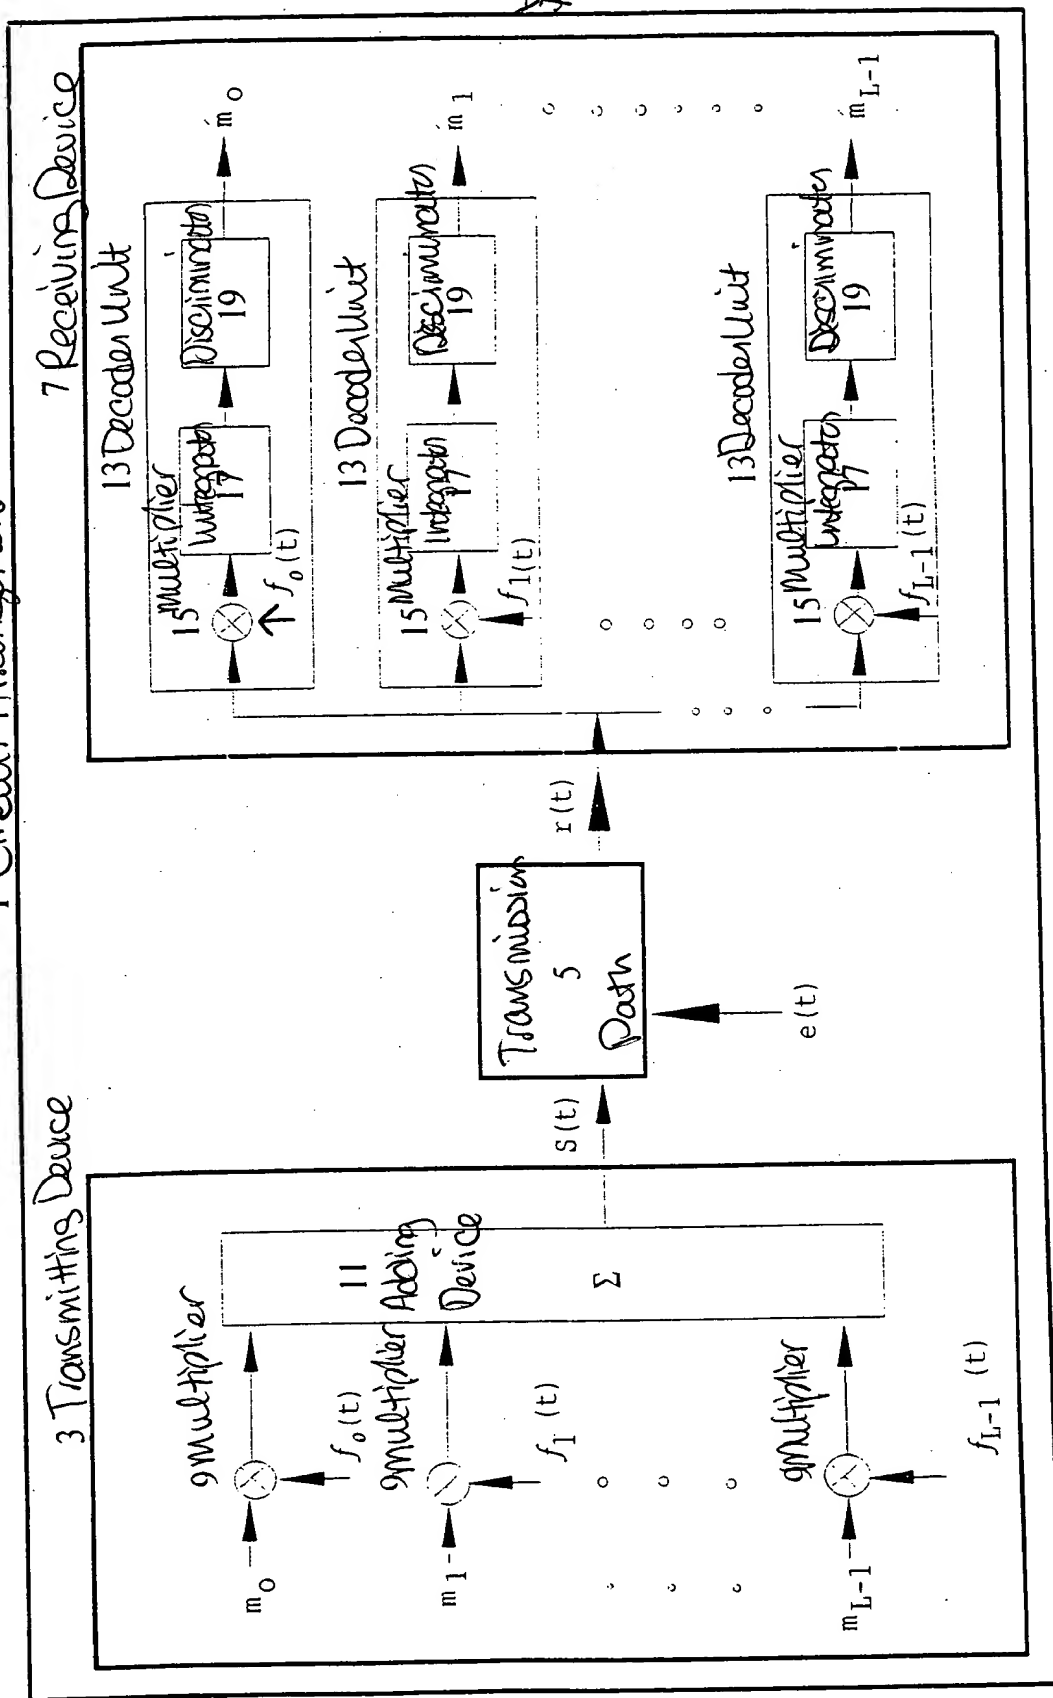 1 Circuit Arrangement
3 Transmitting Device
9 Multiplier
m0
f0(t)
9 Multiplier
m1
f1(t)
9 Multiplier
mL-1
fL-1(t)
11
Adding
Device
Σ
S(t)
Transmission
5
Path
e(t)
r(t)
7 Receiving Device
13 Decoder Unit
15 Multiplier
f0(t)
Integrator
17
Discriminator
19
m̂0
13 Decoder Unit
15 Multiplier
f1(t)
Integrator
17
Discriminator
19
m̂1
13 Decoder Unit
15 Multiplier
fL-1(t)
Integrator
17
Discriminator
19
m̂L-1